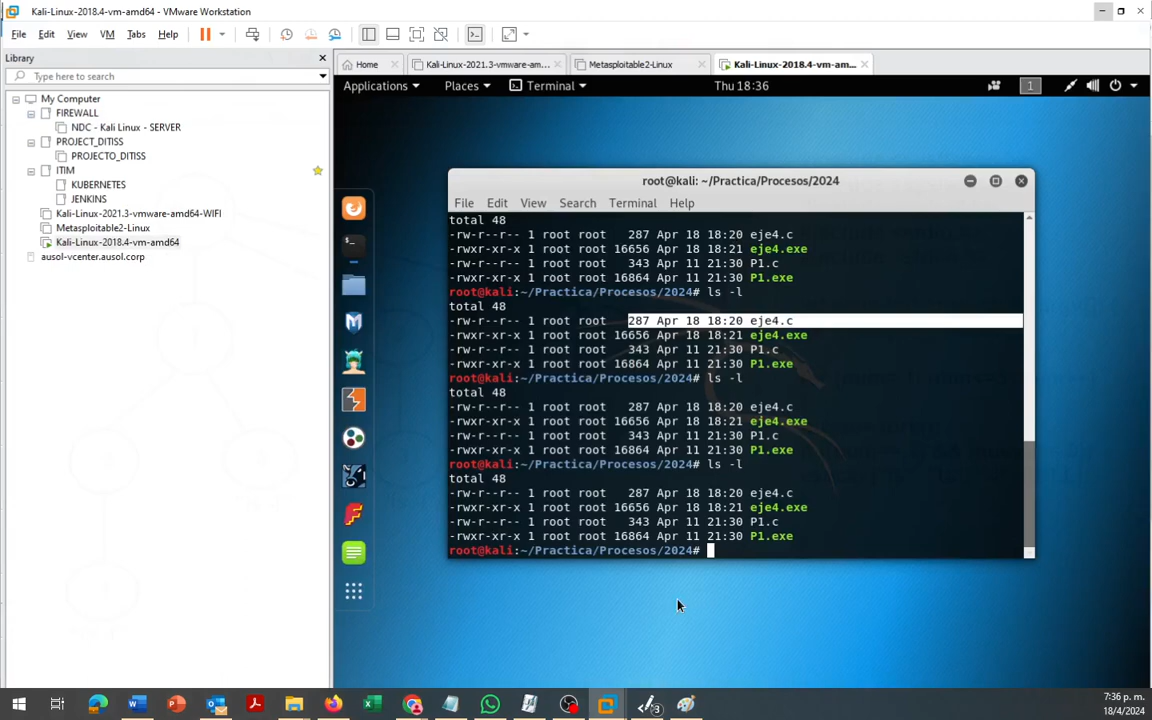 Kali-Linux-2018.4-vm-amd64 - VMware Workstation
File Edit View VM Tabs Help
Library
Type here to search
My Computer
FIREWALL
NDC - Kali Linux - SERVER
PROJECT_DITISS
PROJECTO_DITISS
ITIM
KUBERNETES
JENKINS
Kali-Linux-2021.3-vmware-amd64-WIFI
Metasploitable2-Linux
Kali-Linux-2018.4-vm-amd64
ausol-vcenter.ausol.corp
Home Kali-Linux-2021.3-vmware-am... Metasploitable2-Linux Kali-Linux-2018.4-vm-am...
Applications Places Terminal Thu 18:36 1
root@kali: ~/Practica/Procesos/2024
File Edit View Search Terminal Help
total 48
-rw-r--r-- 1 root root 287 Apr 18 18:20 eje4.c
-rwxr-xr-x 1 root root 16656 Apr 18 18:21 eje4.exe
-rw-r--r-- 1 root root 343 Apr 11 21:30 P1.c
-rwxr-xr-x 1 root root 16864 Apr 11 21:30 P1.exe
root@kali:~/Practica/Procesos/2024# ls -l
total 48
-rw-r--r-- 1 root root 287 Apr 18 18:20 eje4.c
-rwxr-xr-x 1 root root 16656 Apr 18 18:21 eje4.exe
-rw-r--r-- 1 root root 343 Apr 11 21:30 P1.c
-rwxr-xr-x 1 root root 16864 Apr 11 21:30 P1.exe
root@kali:~/Practica/Procesos/2024# ls -l
total 48
-rw-r--r-- 1 root root 287 Apr 18 18:20 eje4.c
-rwxr-xr-x 1 root root 16656 Apr 18 18:21 eje4.exe
-rw-r--r-- 1 root root 343 Apr 11 21:30 P1.c
-rwxr-xr-x 1 root root 16864 Apr 11 21:30 P1.exe
root@kali:~/Practica/Procesos/2024# ls -l
total 48
-rw-r--r-- 1 root root 287 Apr 18 18:20 eje4.c
-rwxr-xr-x 1 root root 16656 Apr 18 18:21 eje4.exe
-rw-r--r-- 1 root root 343 Apr 11 21:30 P1.c
-rwxr-xr-x 1 root root 16864 Apr 11 21:30 P1.exe
root@kali:~/Practica/Procesos/2024#
7:36 p. m.
18/4/2024